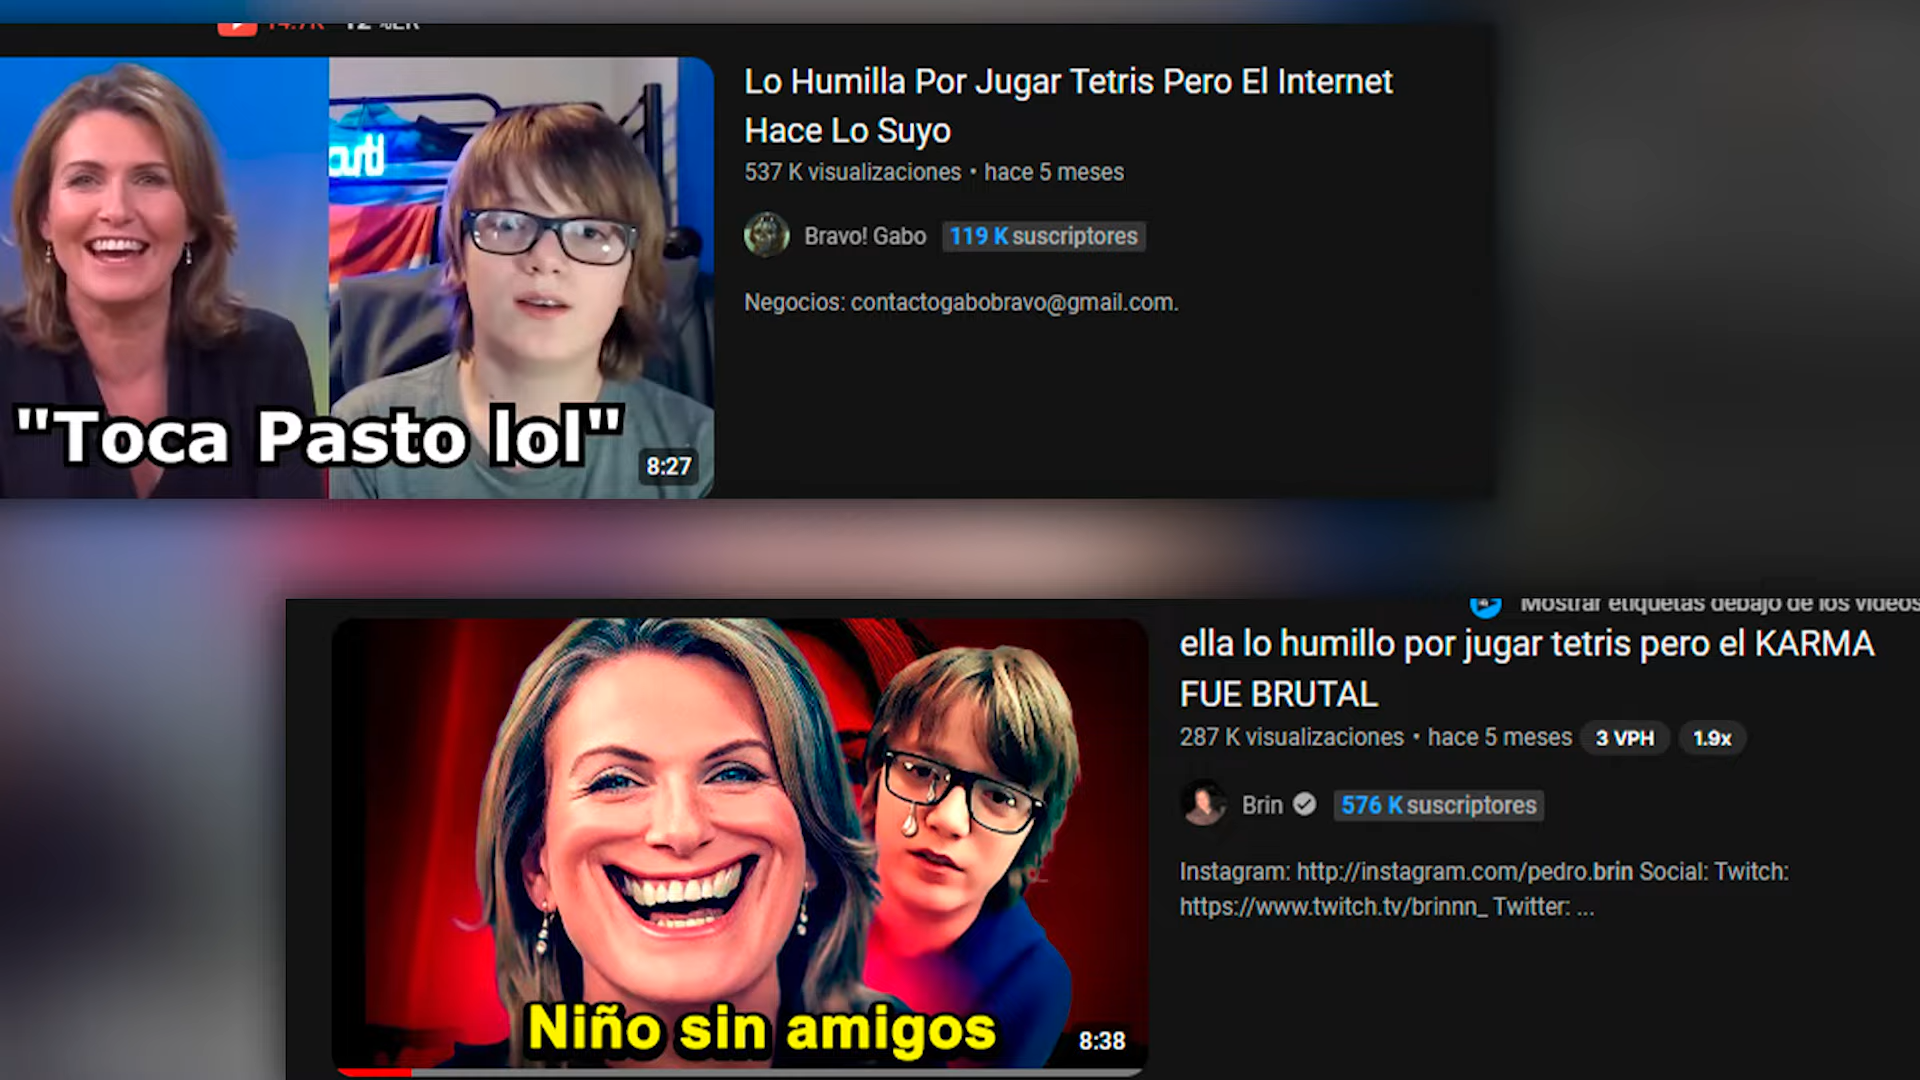 Lo Humilla Por Jugar Tetris Pero El Internet
Hace Lo Suyo
537 K visualizaciones • hace 5 meses
Bravo! Gabo 119 K suscriptores
Negocios: contactogabobravo@gmail.com.
"Toca Pasto lol"
8:27
Mostrar etiquetas debajo de los videos
ella lo humillo por jugar tetris pero el KARMA
FUE BRUTAL
287 K visualizaciones • hace 5 meses 3 VPH 1.9x
Brin 576 K suscriptores
Instagram: http://instagram.com/pedro.brin Social: Twitch:
https://www.twitch.tv/brinnn_ Twitter: ...
Niño sin amigos
8:38